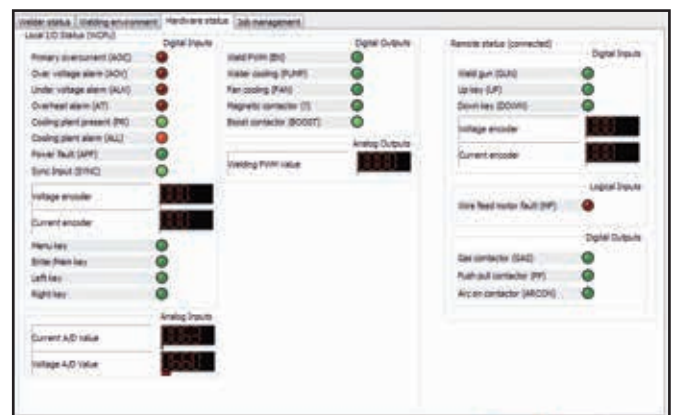 Welder status Welding environment Hardware status Job management
Local I/O Status (WCPU)
Digital Inputs
Primary overcurrent (AOC)
Over voltage alarm (AOV)
Under voltage alarm (AUV)
Overheat alarm (AT)
Cooling plant present (PR)
Cooling plant alarm (ALL)
Power fault (APF)
Sync Input (SYNC)
Voltage encoder
Current encoder
Menu key
Enter Main key
Left key
Right key
Analog Inputs
Current A/D value
Voltage A/D Value
Digital Outputs
Weld PWM (EN)
Water cooling (PUMP)
Fan cooling (FAN)
Magnetic contactor (T)
Boost contactor (BOOST)
Analog Outputs
Welding PWM value
Remote status (connected)
Digital Inputs
Weld gun (GUN)
Up key (UP)
Down key (DOWN)
Voltage encoder
Current encoder
Logical Inputs
Wire feed motor fault (MF)
Digital Outputs
Gas contactor (GAS)
Push pull contactor (PP)
Arc on contactor (ARCON)